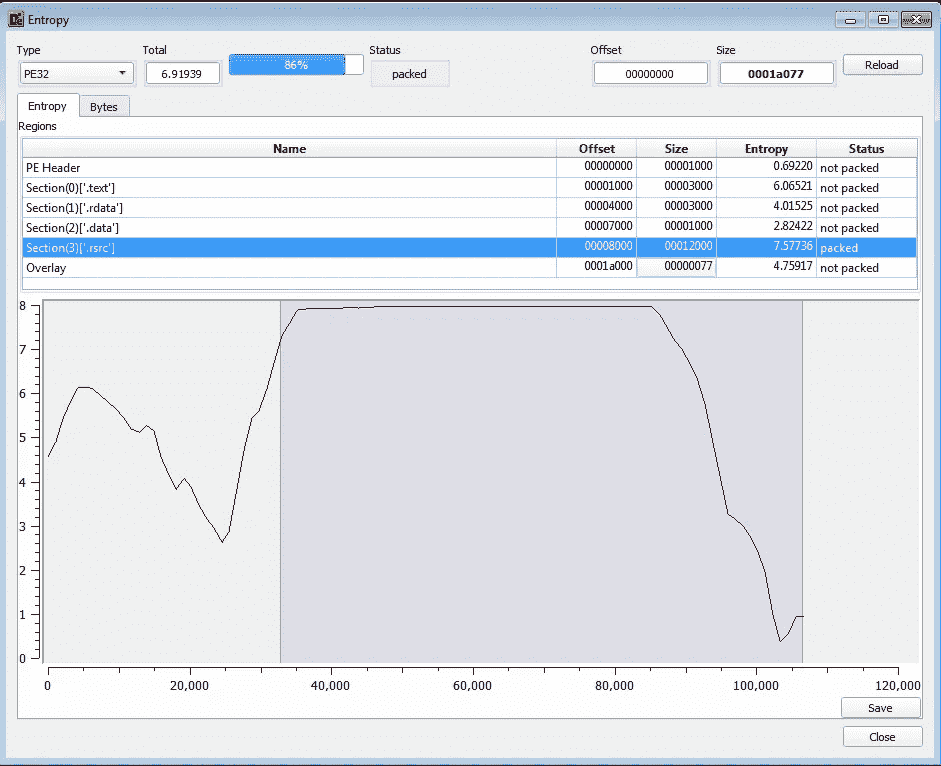 Entropy
Type Total Status Offset Size
PE32 6.91939 86% packed 00000000 0001a077 Reload
Entropy Bytes
Regions
Name Offset Size Entropy Status
PE Header 00000000 00001000 0.69220 not packed
Section(0)['.text'] 00001000 00003000 6.06521 not packed
Section(1)['.rdata'] 00004000 00003000 4.01525 not packed
Section(2)['.data'] 00007000 00001000 2.82422 not packed
Section(3)['.rsrc'] 00008000 00012000 7.57736 packed
Overlay 0001a000 00000077 4.75917 not packed
8
7
6
5
4
3
2
1
0
0 20,000 40,000 60,000 80,000 100,000 120,000
Save
Close